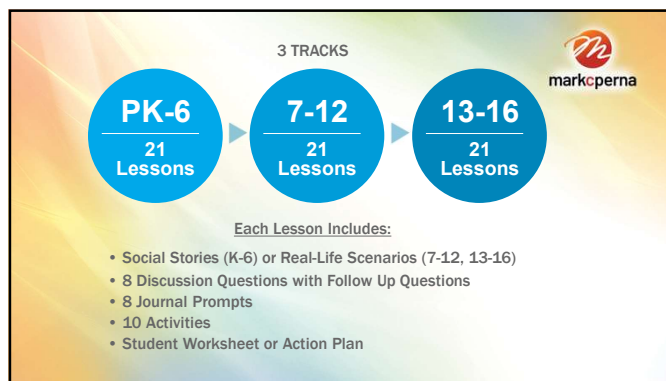 3 TRACKS
markcperna
PK-6
21
Lessons
7-12
21
Lessons
13-16
21
Lessons
Each Lesson Includes:
• Social Stories (K-6) or Real-Life Scenarios (7-12, 13-16)
• 8 Discussion Questions with Follow Up Questions
• 8 Journal Prompts
• 10 Activities
• Student Worksheet or Action Plan